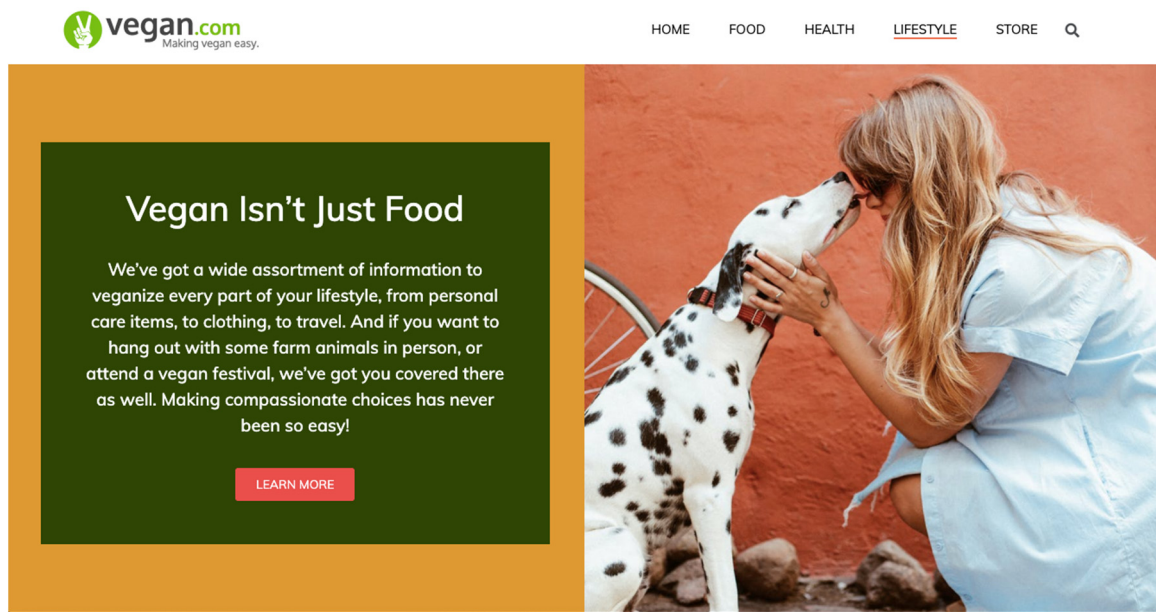 vegan.com
Making vegan easy.
HOME FOOD HEALTH LIFESTYLE STORE
Vegan Isn't Just Food
We've got a wide assortment of information to
veganize every part of your lifestyle, from personal
care items, to clothing, to travel. And if you want to
hang out with some farm animals in person, or
attend a vegan festival, we've got you covered there
as well. Making compassionate choices has never
been so easy!
LEARN MORE